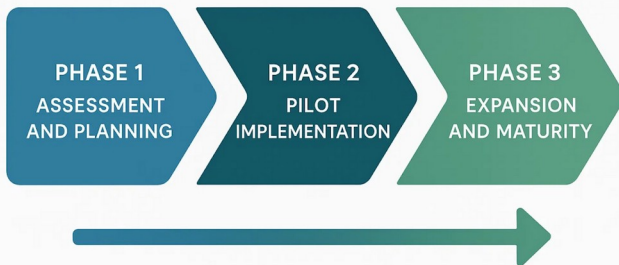 PHASE 1
ASSESSMENT
AND PLANNING
PHASE 2
PILOT
IMPLEMENTATION
PHASE 3
EXPANSION
AND MATURITY